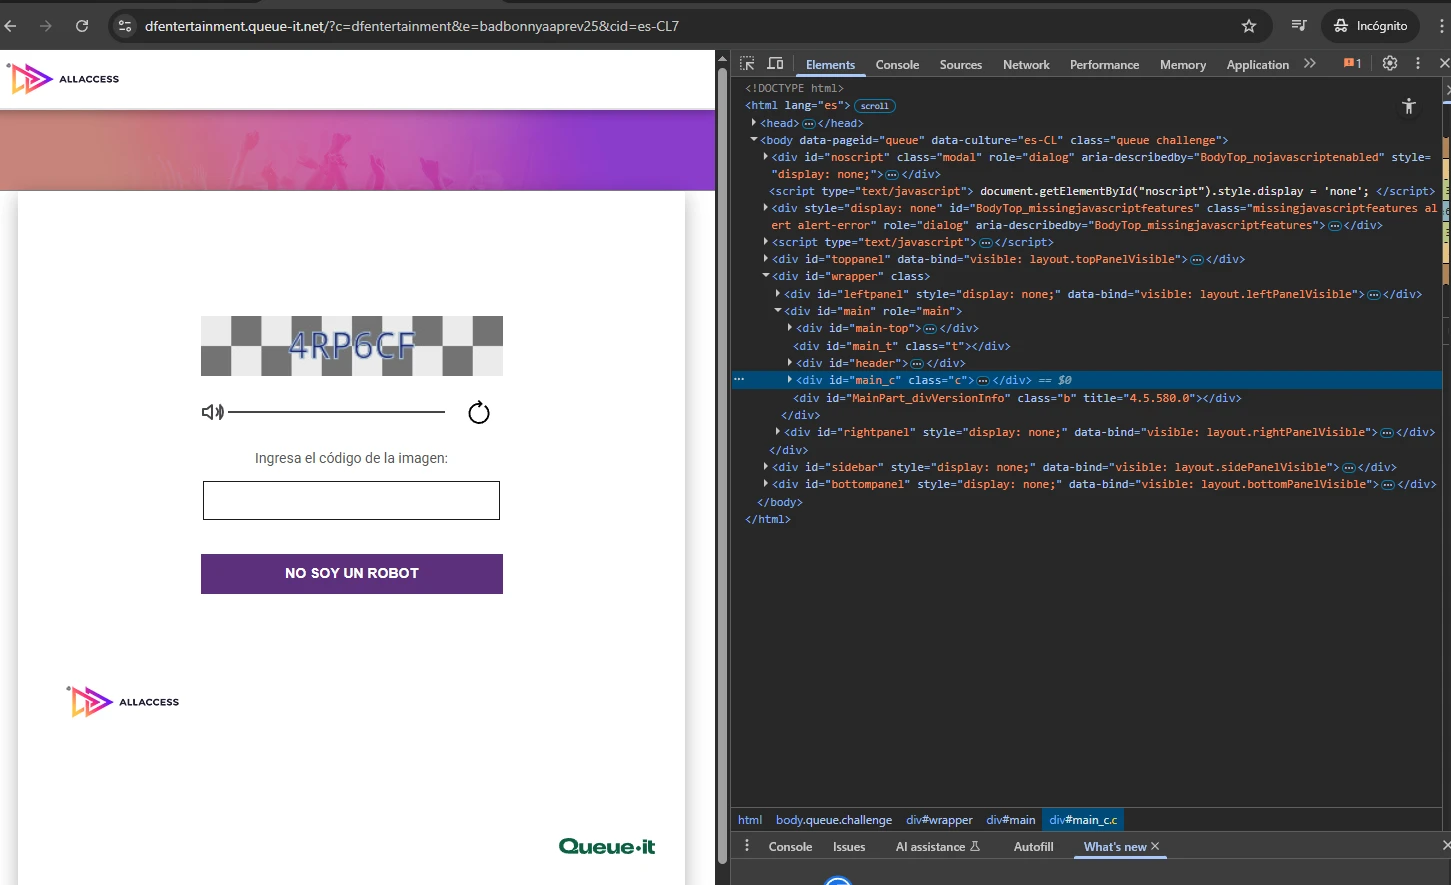 dfentertainment.queue-it.net/?c=dfentertainment&e=badbonnyaaprev25&cid=es-CL7
Incógnito
ALLACCESS
4RP6CF
Ingresa el código de la imagen:
NO SOY UN ROBOT
ALLACCESS
Queue-it
Elements Console Sources Network Performance Memory Application 1
<!DOCTYPE html>
<html lang="es"> scroll
<head> </head>
<body data-pageid="queue" data-culture="es-CL" class="queue challenge">
<div id="noscript" class="modal" role="dialog" aria-describedby="BodyTop_nojavascriptenabled" style=
"display: none;"> </div>
<script type="text/javascript"> document.getElementById("noscript").style.display = 'none'; </script>
<div style="display: none" id="BodyTop_missingjavascriptfeatures" class="missingjavascriptfeatures al
ert alert-error" role="dialog" aria-describedby="BodyTop_missingjavascriptfeatures"> </div>
<script type="text/javascript"> </script>
<div id="toppanel" data-bind="visible: layout.topPanelVisible"> </div>
<div id="wrapper" class>
<div id="leftpanel" style="display: none;" data-bind="visible: layout.leftPanelVisible"> </div>
<div id="main" role="main">
<div id="main-top"> </div>
<div id="main_t" class="t"></div>
<div id="header"> </div>
<div id="main_c" class="c"> </div> == $0
<div id="MainPart_divVersionInfo" class="b" title="4.5.580.0"></div>
</div>
<div id="rightpanel" style="display: none;" data-bind="visible: layout.rightPanelVisible"> </div>
</div>
<div id="sidebar" style="display: none;" data-bind="visible: layout.sidePanelVisible"> </div>
<div id="bottompanel" style="display: none;" data-bind="visible: layout.bottomPanelVisible"> </div>
</body>
</html>
html body.queue.challenge div#wrapper div#main div#main_c.c
Console Issues AI assistance Autofill What's new